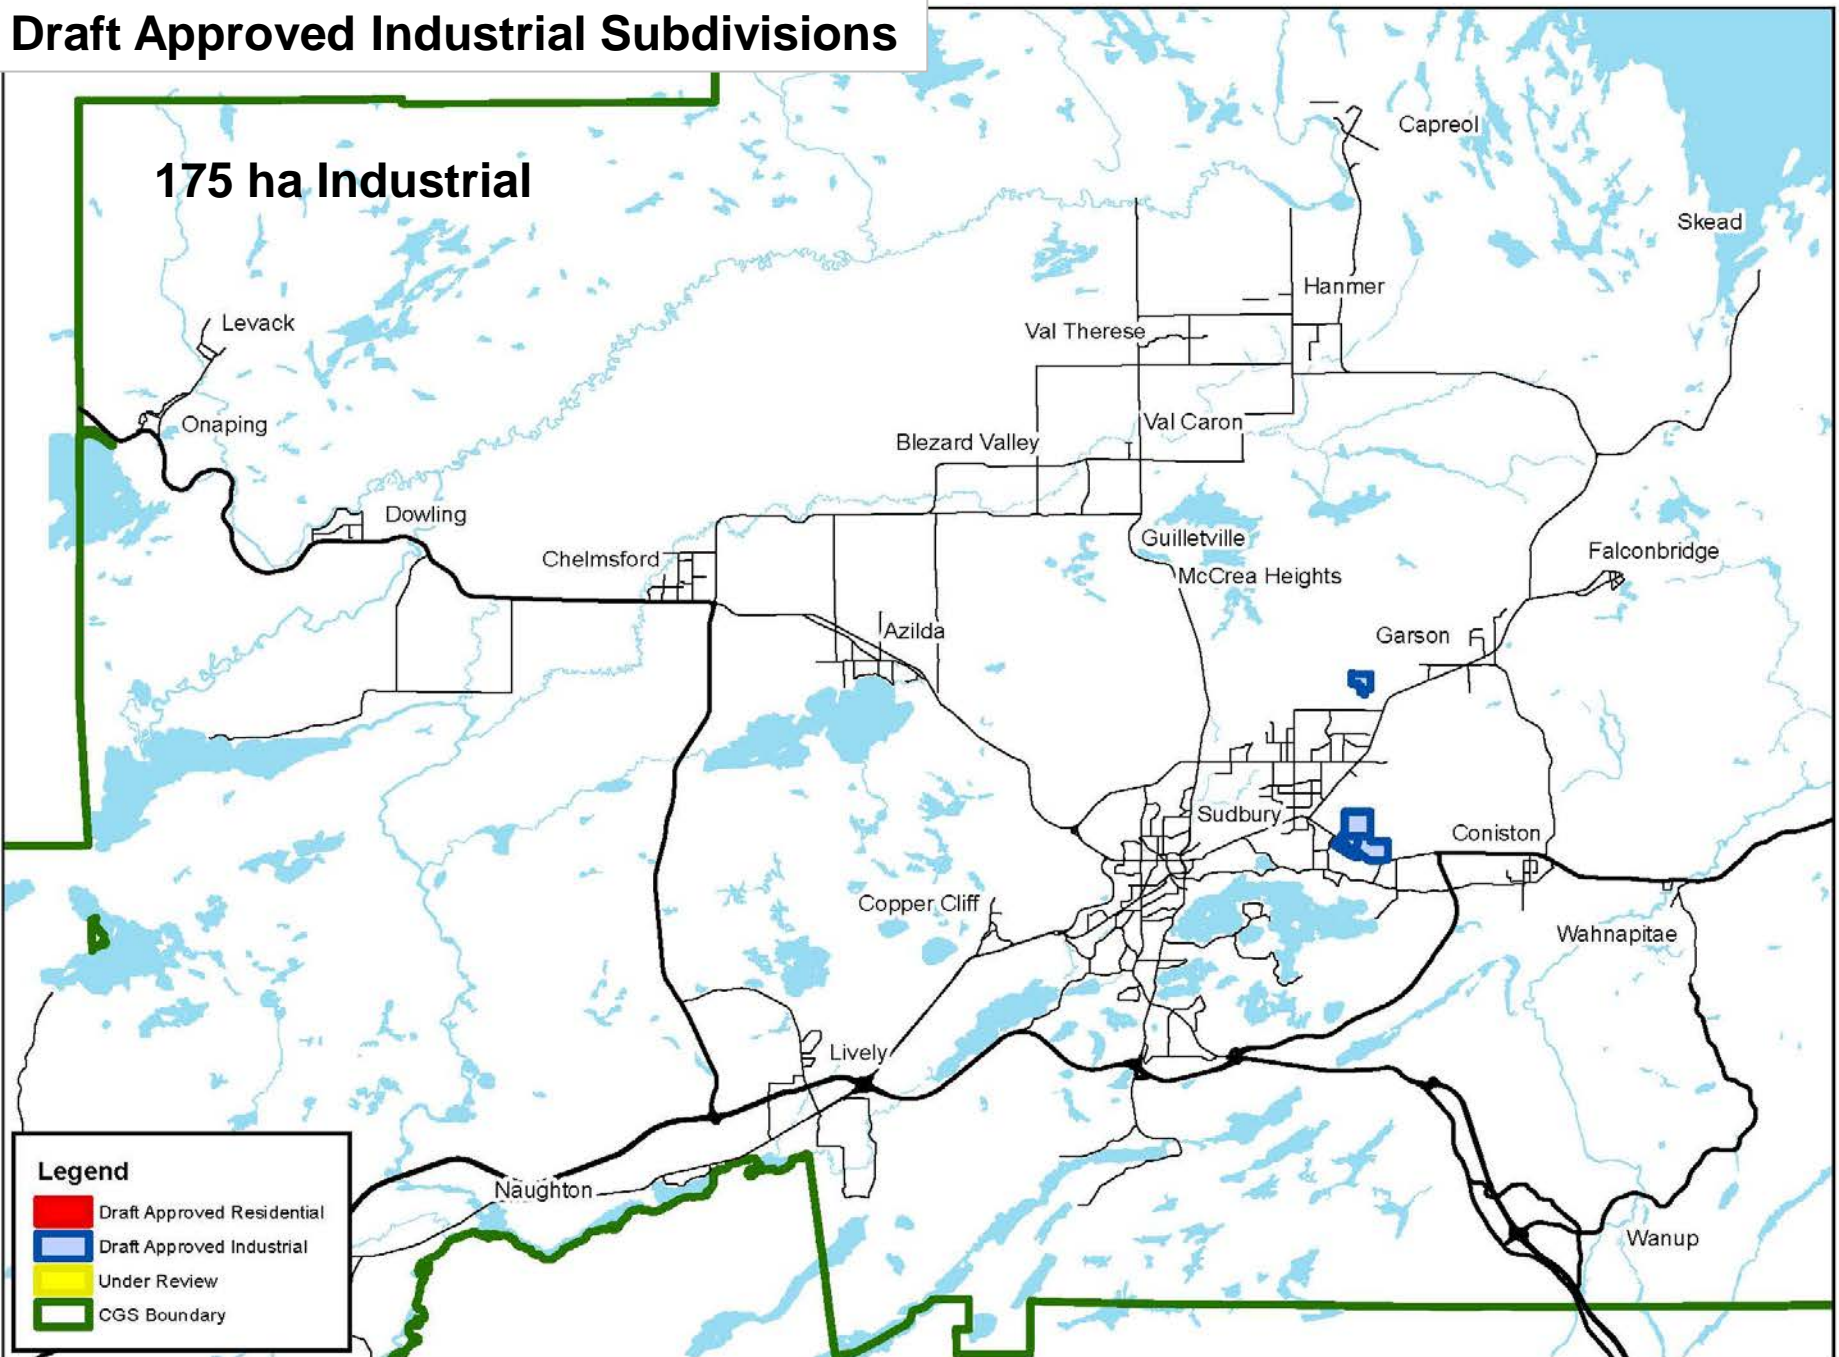 Draft Approved Industrial Subdivisions
175 ha Industrial
Capreol
Skead
Hanmer
Levack
Val Therese
Onaping
Val Caron
Blezard Valley
Dowling
Guilletville
Chelmsford
Falconbridge
McCrea Heights
Azilda
Garson
Sudbury
Coniston
Copper Cliff
Wahnapitae
Lively
Naughton
Wanup
Legend
Draft Approved Residential
Draft Approved Industrial
Under Review
CGS Boundary